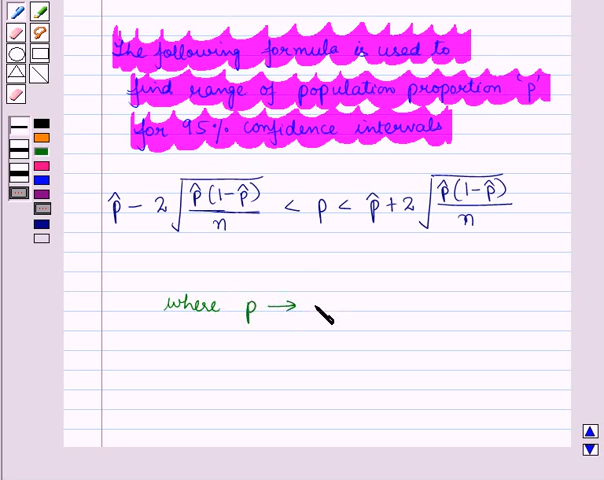 The following formula is used to
find range of population proportion 'p'
for 95% confidence intervals
p̂ - 2√(p̂(1-p̂)/n) < p < p̂ + 2√(p̂(1-p̂)/n)
where p →